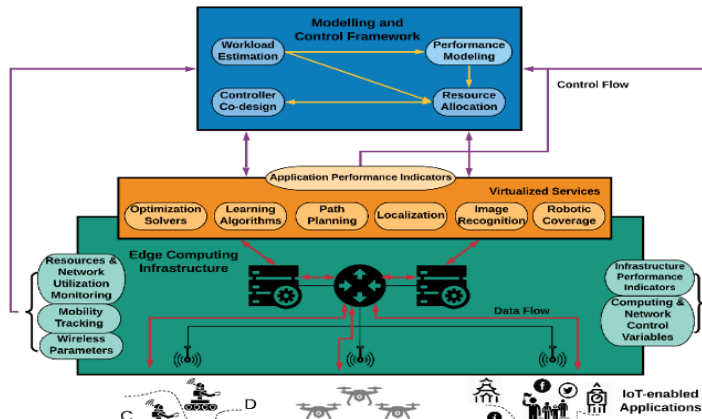 Modelling and
Control Framework
Workload
Estimation
Performance
Modeling
Controller
Co-design
Resource
Allocation
Control Flow
Application Performance Indicators
Virtualized Services
Optimization
Solvers
Learning
Algorithms
Path
Planning
Localization
Image
Recognition
Robotic
Coverage
Edge Computing
Infrastructure
Resources &
Network
Utilization
Monitoring
Mobility
Tracking
Wireless
Parameters
Infrastructure
Performance
Indicators
Computing &
Network
Control
Variables
Data Flow
C
D
IoT-enabled
Applications